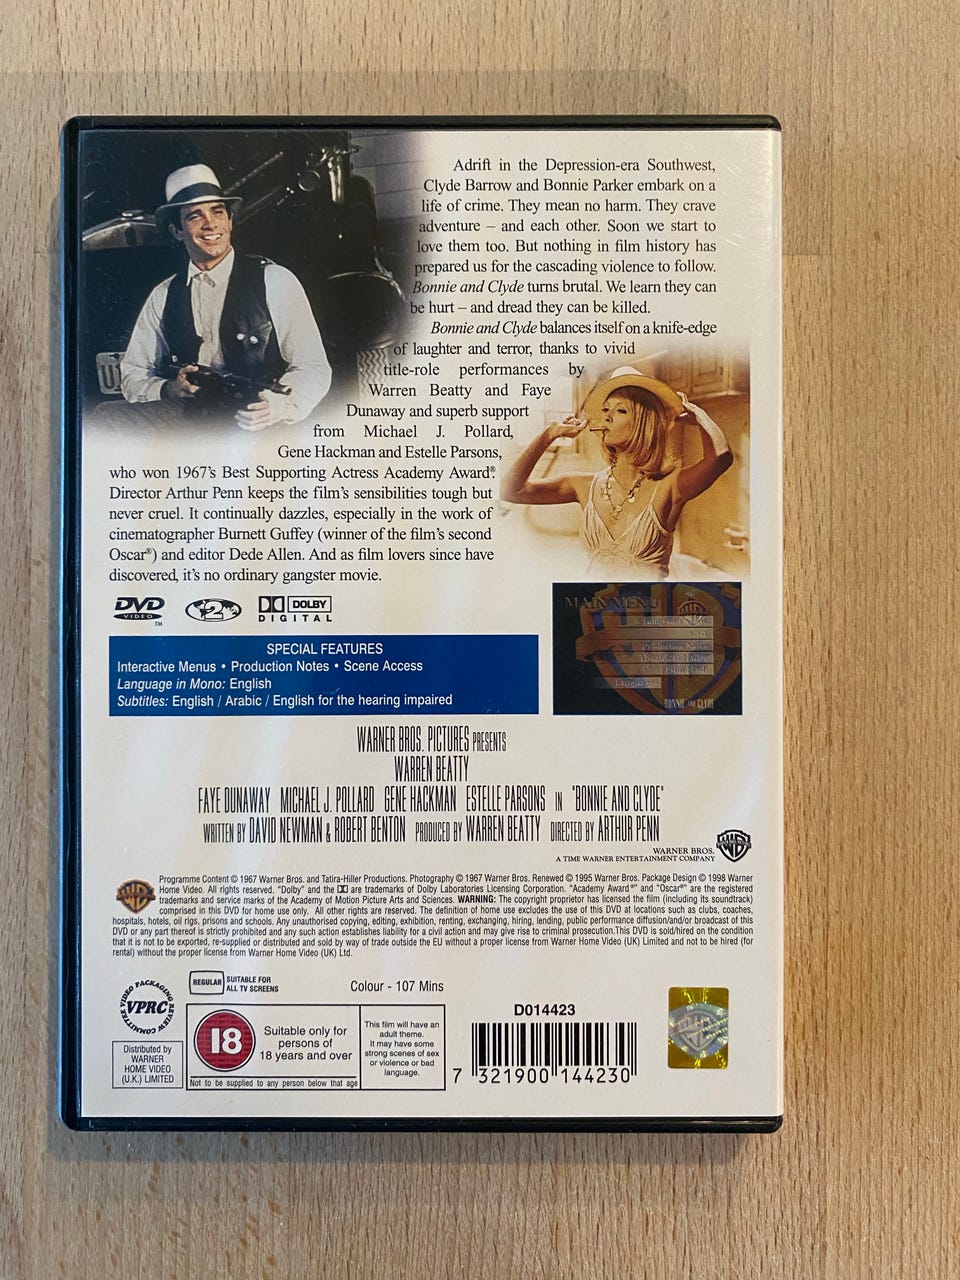 Adrift in the Depression-era Southwest,
Clyde Barrow and Bonnie Parker embark on a
life of crime. They mean no harm. They crave
adventure – and each other. Soon we start to
love them too. But nothing in film history has
prepared us for the cascading violence to follow.
Bonnie and Clyde turns brutal. We learn they can
be hurt – and dread they can be killed.
Bonnie and Clyde balances itself on a knife-edge
of laughter and terror, thanks to vivid
title-role performances by
Warren Beatty and Faye
Dunaway and superb support
from Michael J. Pollard,
Gene Hackman and Estelle Parsons,
who won 1967's Best Supporting Actress Academy Award®
Director Arthur Penn keeps the film's sensibilities tough but
never cruel. It continually dazzles, especially in the work of
cinematographer Burnett Guffey (winner of the film's second
Oscar®) and editor Dede Allen. And as film lovers since have
discovered, it's no ordinary gangster movie.
DVD VIDEO TM
2
DOLBY DIGITAL
MAIN MENU
Production Notes
Languages
BONNIE AND CLYDE
SPECIAL FEATURES
Interactive Menus • Production Notes • Scene Access
Language in Mono: English
Subtitles: English / Arabic / English for the hearing impaired
WARNER BROS. PICTURES PRESENTS
WARREN BEATTY
FAYE DUNAWAY MICHAEL J. POLLARD GENE HACKMAN ESTELLE PARSONS IN "BONNIE AND CLYDE"
WRITTEN BY DAVID NEWMAN & ROBERT BENTON PRODUCED BY WARREN BEATTY DIRECTED BY ARTHUR PENN
WARNER BROS.
A TIME WARNER ENTERTAINMENT COMPANY
Programme Content © 1967 Warner Bros. and Tatira-Hiller Productions. Photography © 1967 Warner Bros. Renewed © 1995 Warner Bros. Package Design © 1998 Warner
Home Video. All rights reserved. "Dolby" and the are trademarks of Dolby Laboratories Licensing Corporation. "Academy Award®" and "Oscar®" are the registered
trademarks and service marks of the Academy of Motion Picture Arts and Sciences. WARNING: The copyright proprietor has licensed the film (including its soundtrack)
comprised in this DVD for home use only. All other rights are reserved. The definition of home use excludes the use of this DVD at locations such as clubs, coaches,
hospitals, hotels, oil rigs, prisons and schools. Any unauthorised copying, editing, exhibition, renting, exchanging, hiring, lending, public performance diffusion/and/or broadcast of this
DVD or any part thereof is strictly prohibited and any such action establishes liability for a civil action and may give rise to criminal prosecution.This DVD is sold/hired on the condition
that it is not to be exported, re-supplied or distributed and sold by way of trade outside the EU without a proper license from Warner Home Video (UK) Limited and not to be hired (for
rental) without the proper license from Warner Home Video (UK) Ltd.
VIDEO PACKAGING REVIEW COMMITTEE
VPRC
REGULAR
SUITABLE FOR
ALL TV SCREENS
Colour - 107 Mins
Distributed by
WARNER
HOME VIDEO
(U.K.) LIMITED
18
Suitable only for
persons of
18 years and over
Not to be supplied to any person below that age
This film will have an
adult theme.
It may have some
strong scenes of sex
or violence or bad
language.
D014423
7 321900 144230